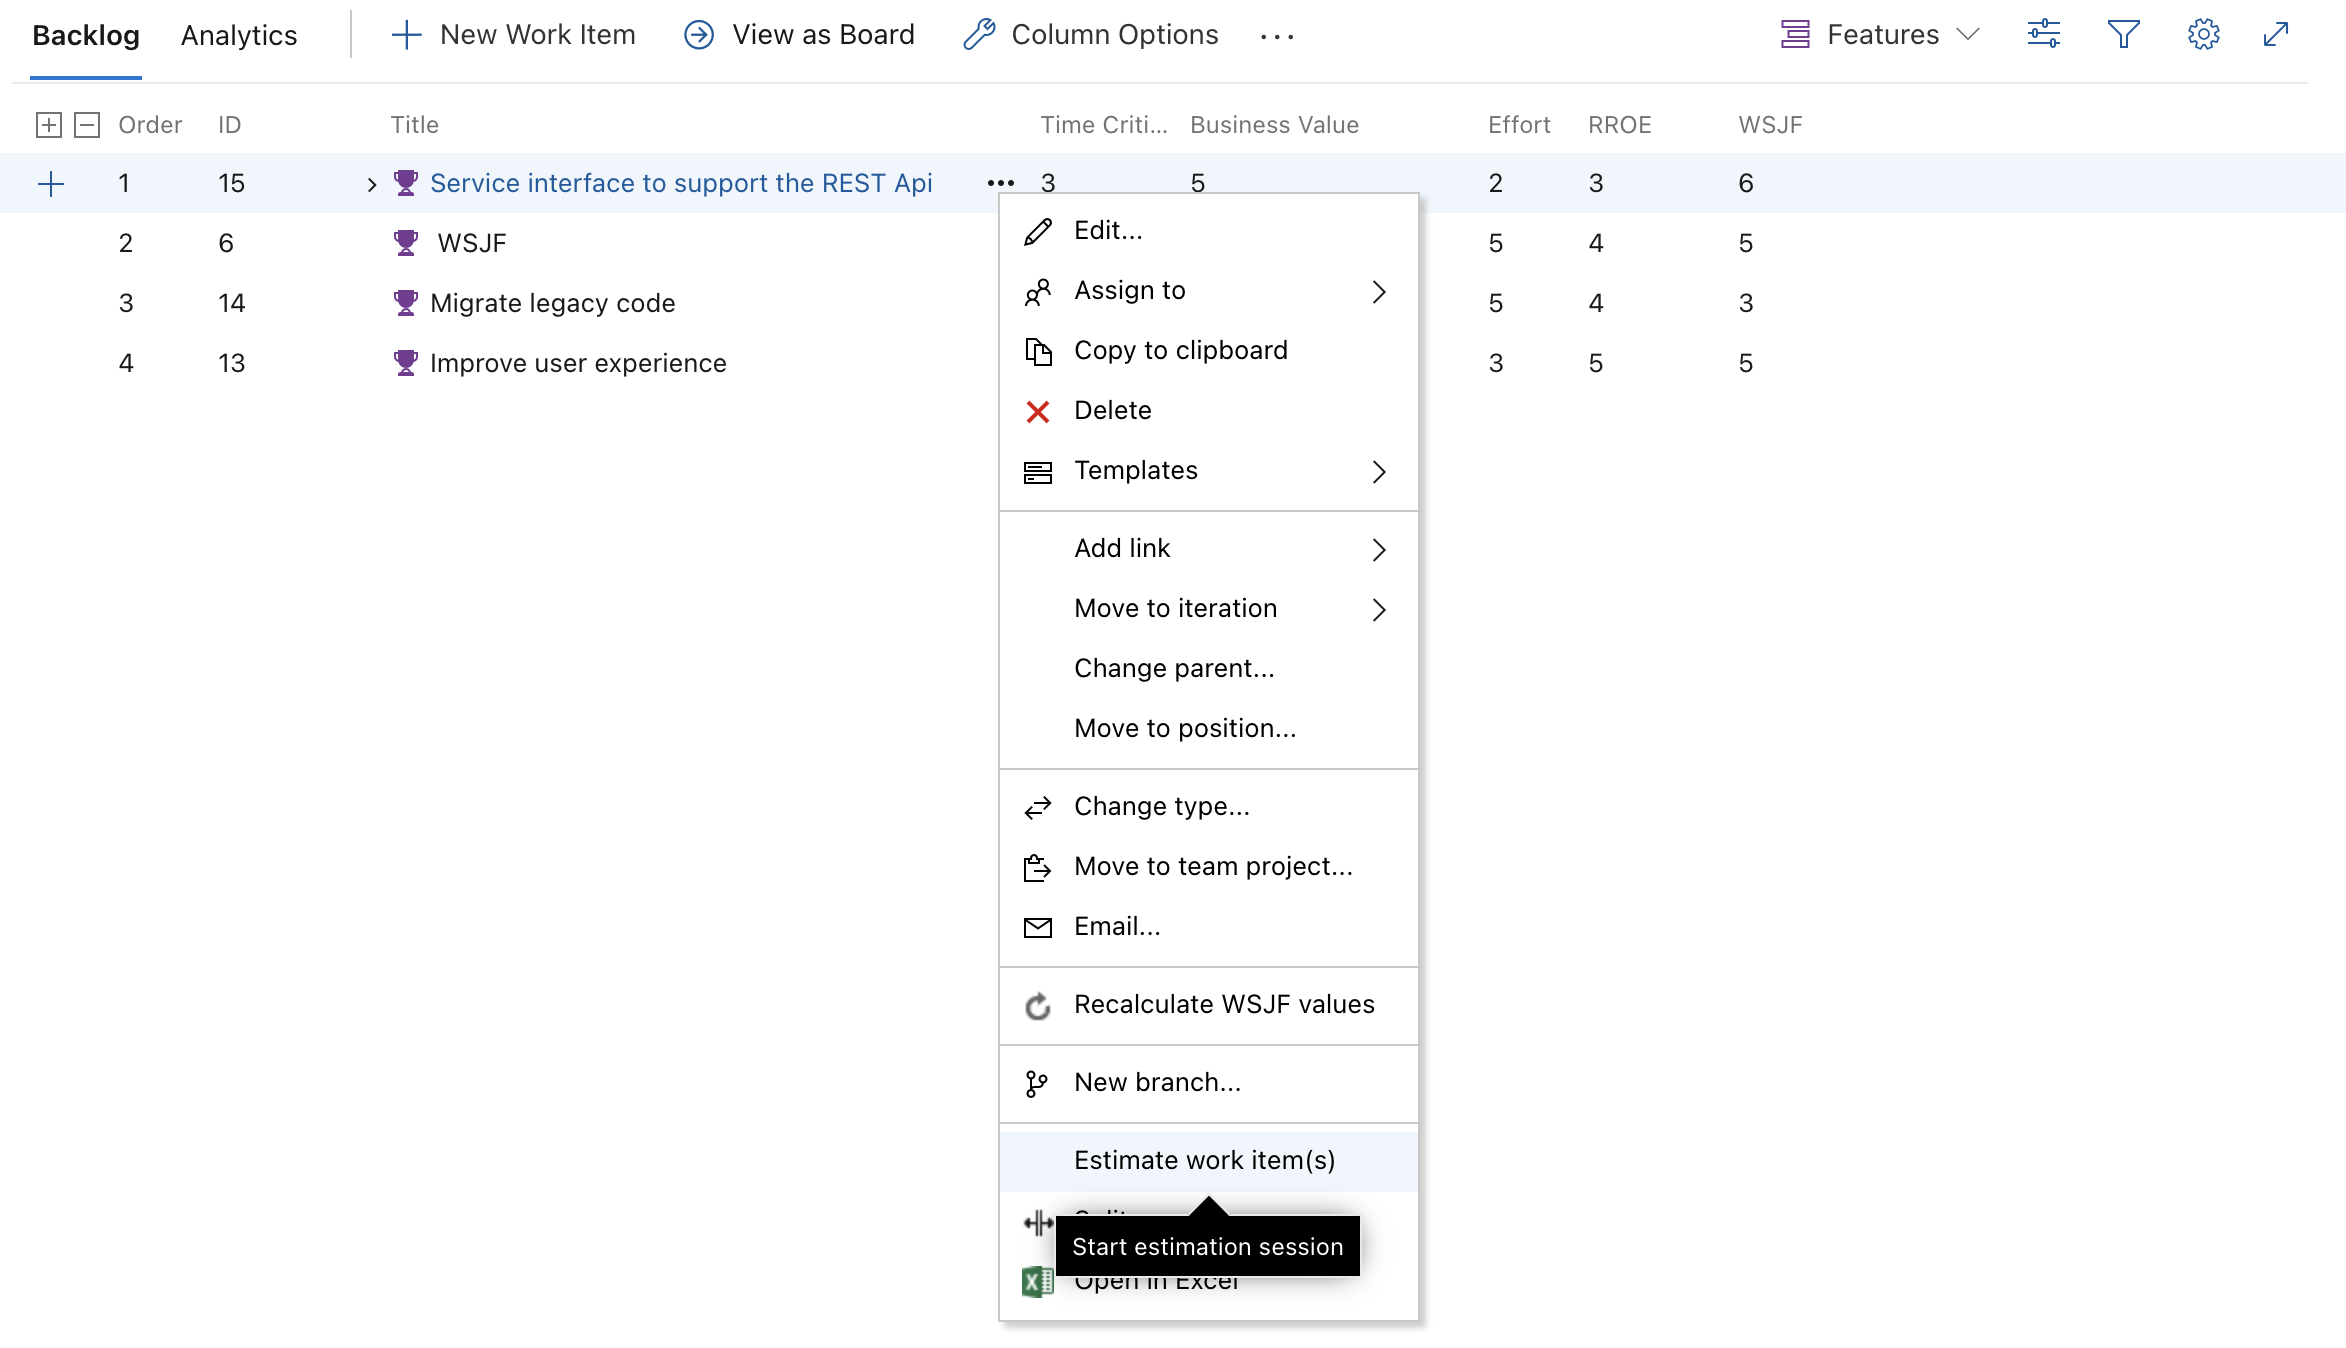 Backlog Analytics New Work Item View as Board Column Options ... Features
Order ID Title Time Criti... Business Value Effort RROE WSJF
1 15 Service interface to support the REST Api ... 3 5 2 3 6
2 6 WSJF 5 4 5
3 14 Migrate legacy code 5 4 3
4 13 Improve user experience 3 5 5
Edit...
Assign to
Copy to clipboard
Delete
Templates
Add link
Move to iteration
Change parent...
Move to position...
Change type...
Move to team project...
Email...
Recalculate WSJF values
New branch...
Estimate work item(s)
Start estimation session
Open in Excel